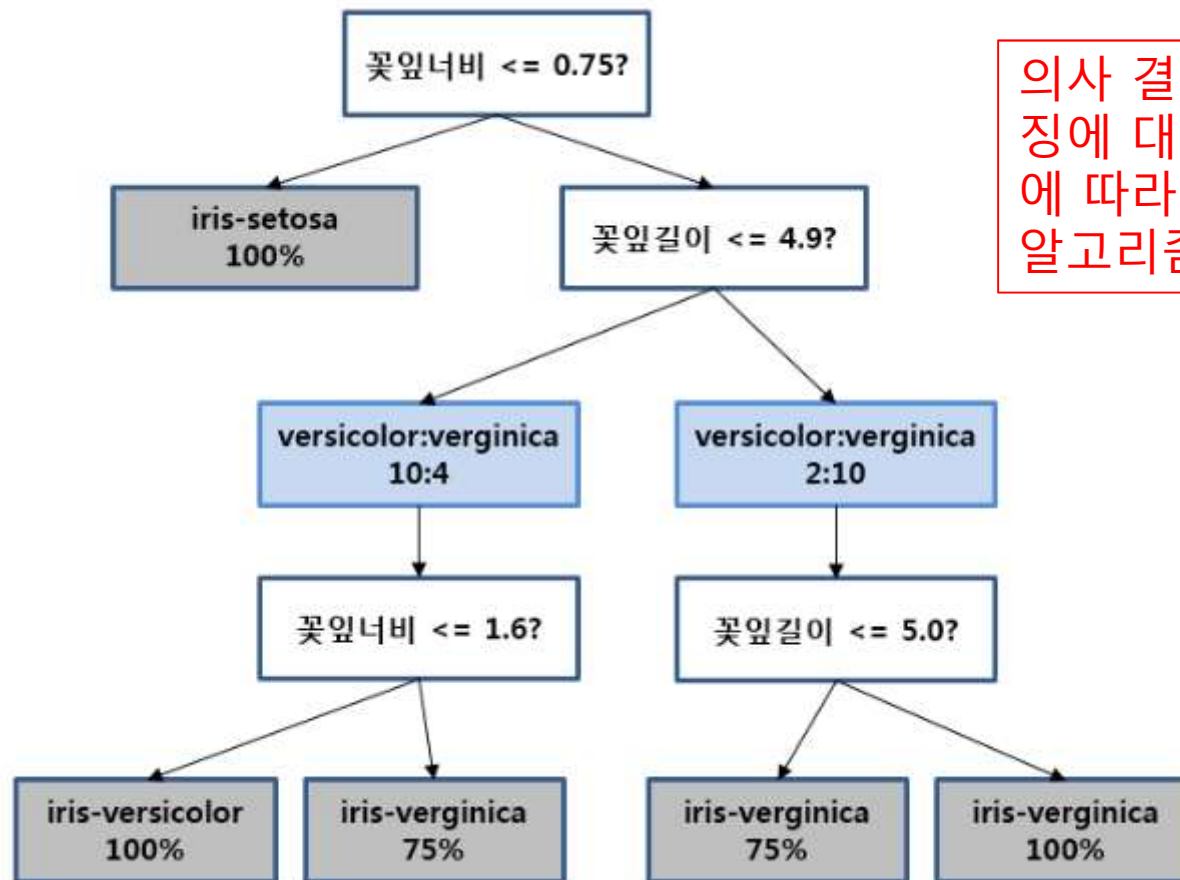 꽃잎너비 <= 0.75?
의사 결
징에 대
에 따라
알고리즘
iris-setosa
100%
꽃잎길이 <= 4.9?
versicolor:verginica
10:4
versicolor:verginica
2:10
꽃잎너비 <= 1.6?
꽃잎길이 <= 5.0?
iris-versicolor
100%
iris-verginica
75%
iris-verginica
75%
iris-verginica
100%